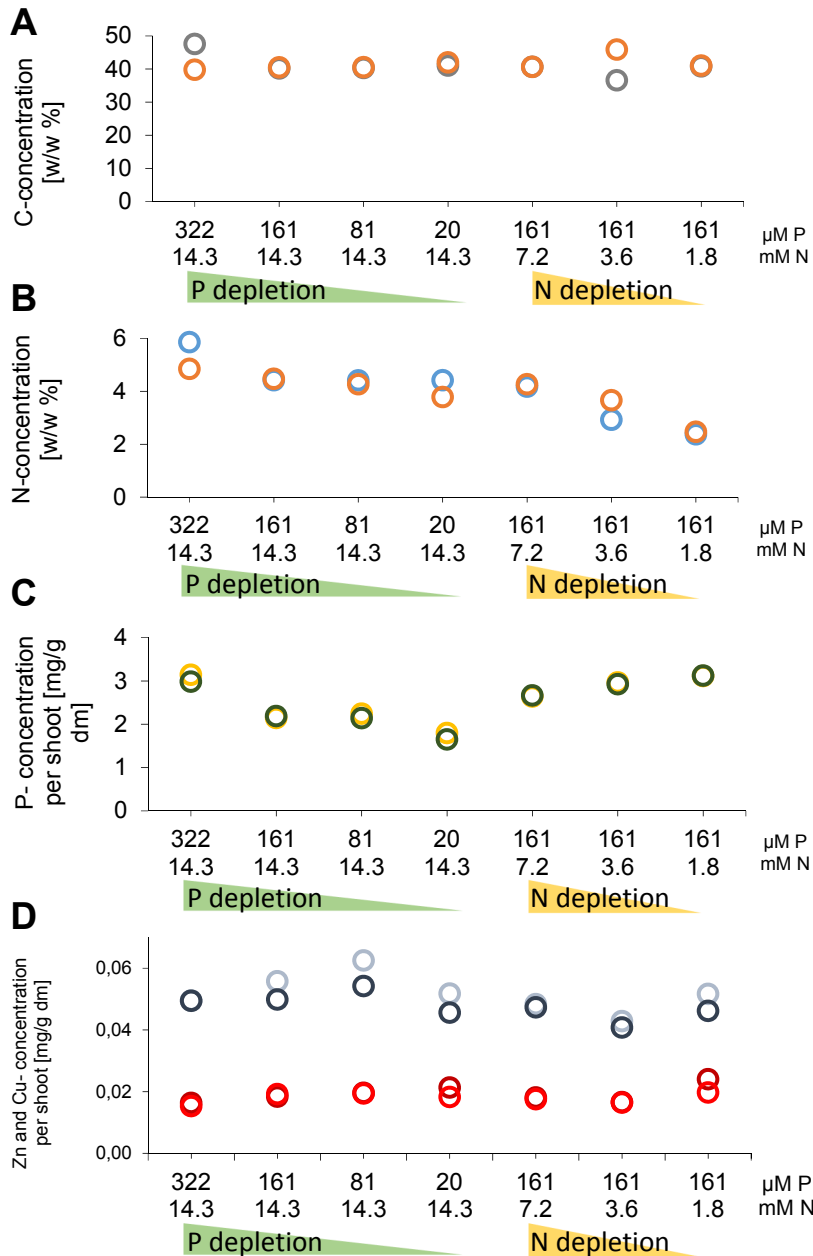 A
C-concentration
[w/w %]
50
40
30
20
10
0
322 161 81 20 161 161 161 µM P
14.3 14.3 14.3 14.3 7.2 3.6 1.8 mM N
P depletion N depletion
B
N-concentration
[w/w %]
6
4
2
0
322 161 81 20 161 161 161 µM P
14.3 14.3 14.3 14.3 7.2 3.6 1.8 mM N
P depletion N depletion
C
P- concentration
per shoot [mg/g
dm]
4
3
2
1
0
322 161 81 20 161 161 161 µM P
14.3 14.3 14.3 14.3 7.2 3.6 1.8 mM N
P depletion N depletion
D
Zn and Cu- concentration
per shoot [mg/g dm]
0,06
0,04
0,02
0,00
322 161 81 20 161 161 161 µM P
14.3 14.3 14.3 14.3 7.2 3.6 1.8 mM N
P depletion N depletion